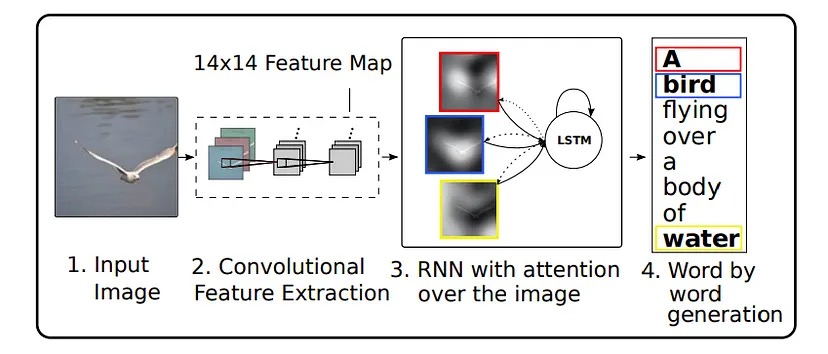 14x14 Feature Map
LSTM
A
bird
flying
over
a
body
of
water
1. Input
Image
2. Convolutional
Feature Extraction
3. RNN with attention
over the image
4. Word by
word
generation